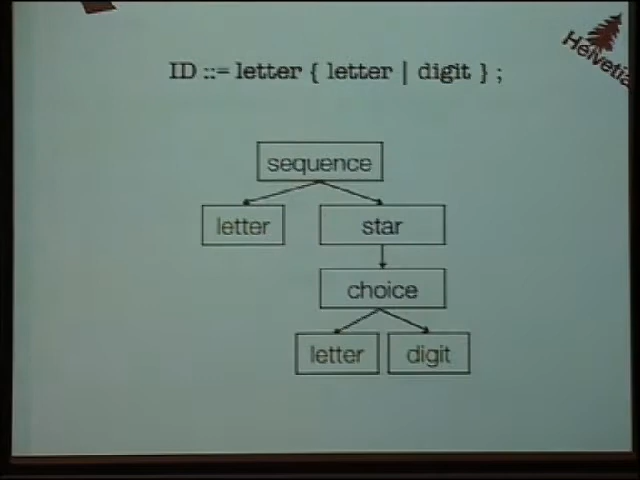 Helvetia
ID ::= letter { letter | digit } ;
sequence
letter star
choice
letter digit